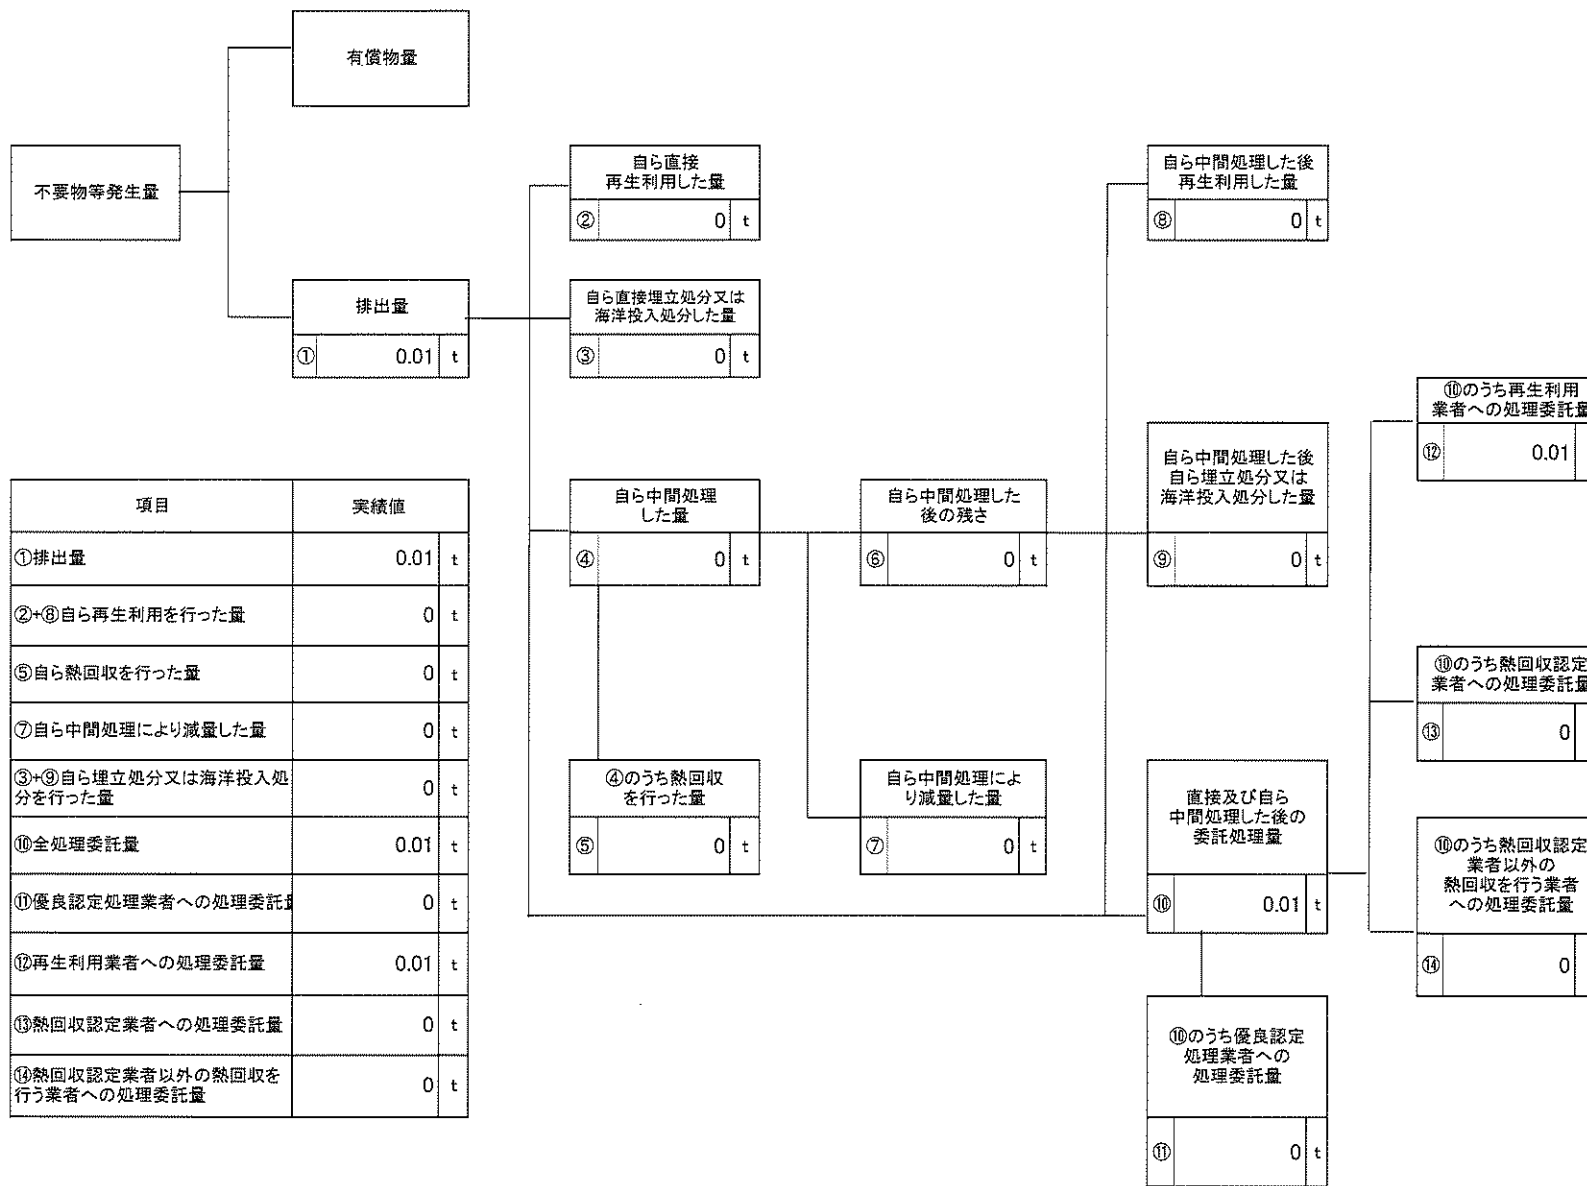 有償物量
不要物等発生量
排出量
① 0.01 t
自ら直接
再生利用した量
② 0 t
自ら直接埋立処分又は
海洋投入処分した量
③ 0 t
自ら中間処理
した量
④ 0 t
④のうち熱回収
を行った量
⑤ 0 t
自ら中間処理した
後の残さ
⑥ 0 t
自ら中間処理によ
り減量した量
⑦ 0 t
自ら中間処理した後
再生利用した量
⑧ 0 t
自ら中間処理した後
自ら埋立処分又は
海洋投入処分した量
⑨ 0 t
直接及び自ら
中間処理した後の
委託処理量
⑩ 0.01 t
⑩のうち優良認定
処理業者への
処理委託量
⑪ 0 t
⑩のうち再生利用
業者への処理委託量
⑫ 0.01
⑩のうち熱回収認定
業者への処理委託量
⑬ 0
⑩のうち熱回収認定
業者以外の
熱回収を行う業者
への処理委託量
⑭ 0
項目 実績値
①排出量 0.01 t
②+⑧自ら再生利用を行った量 0 t
⑤自ら熱回収を行った量 0 t
⑦自ら中間処理により減量した量 0 t
③+⑨自ら埋立処分又は海洋投入処
分を行った量 0 t
⑩全処理委託量 0.01 t
⑪優良認定処理業者への処理委託量 0 t
⑫再生利用業者への処理委託量 0.01 t
⑬熱回収認定業者への処理委託量 0 t
⑭熱回収認定業者以外の熱回収を
行う業者への処理委託量 0 t